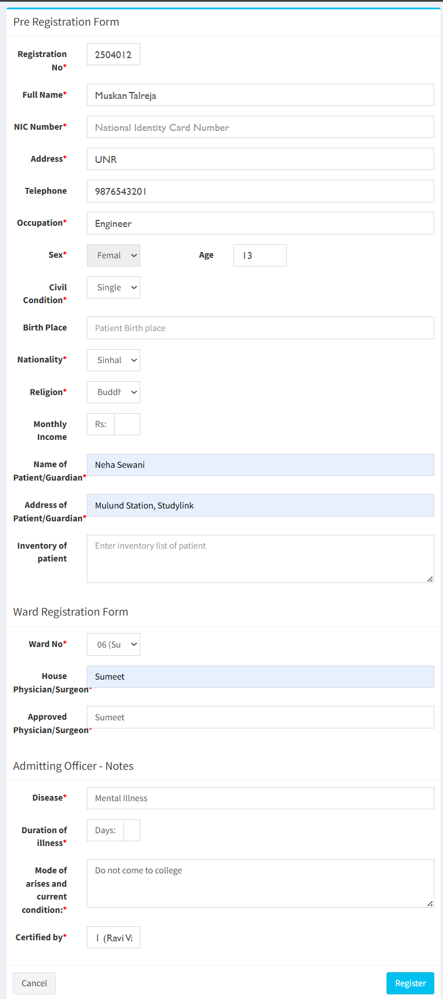 Pre Registration Form
Registration No* 2504012
Full Name* Muskan Talreja
NIC Number* National Identity Card Number
Address* UNR
Telephone 9876543201
Occupation* Engineer
Sex* Femal Age 13
Civil Condition* Single
Birth Place Patient Birth place
Nationality* Sinhal
Religion* Buddh
Monthly Income Rs:
Name of Patient/Guardian* Neha Sewani
Address of Patient/Guardian* Mulund Station, Studylink
Inventory of patient Enter inventory list of patient
Ward Registration Form
Ward No* 06 (Su
House Physician/Surgeon* Sumeet
Approved Physician/Surgeon* Sumeet
Admitting Officer - Notes
Disease* Mental Illness
Duration of illness* Days:
Mode of arises and current condition:* Do not come to college
Certified by* 1 (Ravi Va
Cancel Register